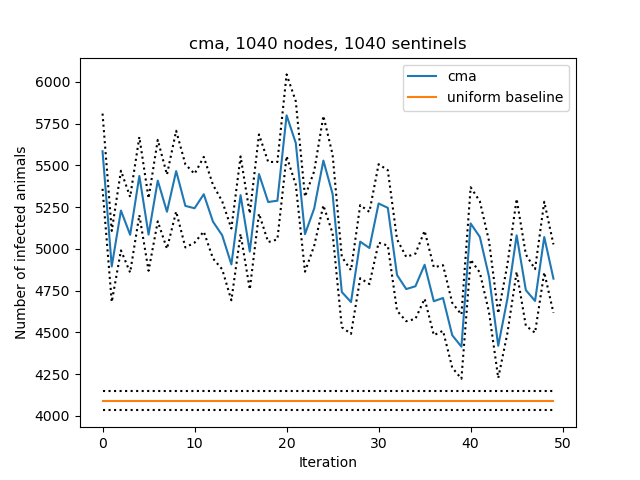 cma, 1040 nodes, 1040 sentinels
cma
uniform baseline
Number of infected animals
6000
5750
5500
5250
5000
4750
4500
4250
4000
0 10 20 30 40 50
Iteration